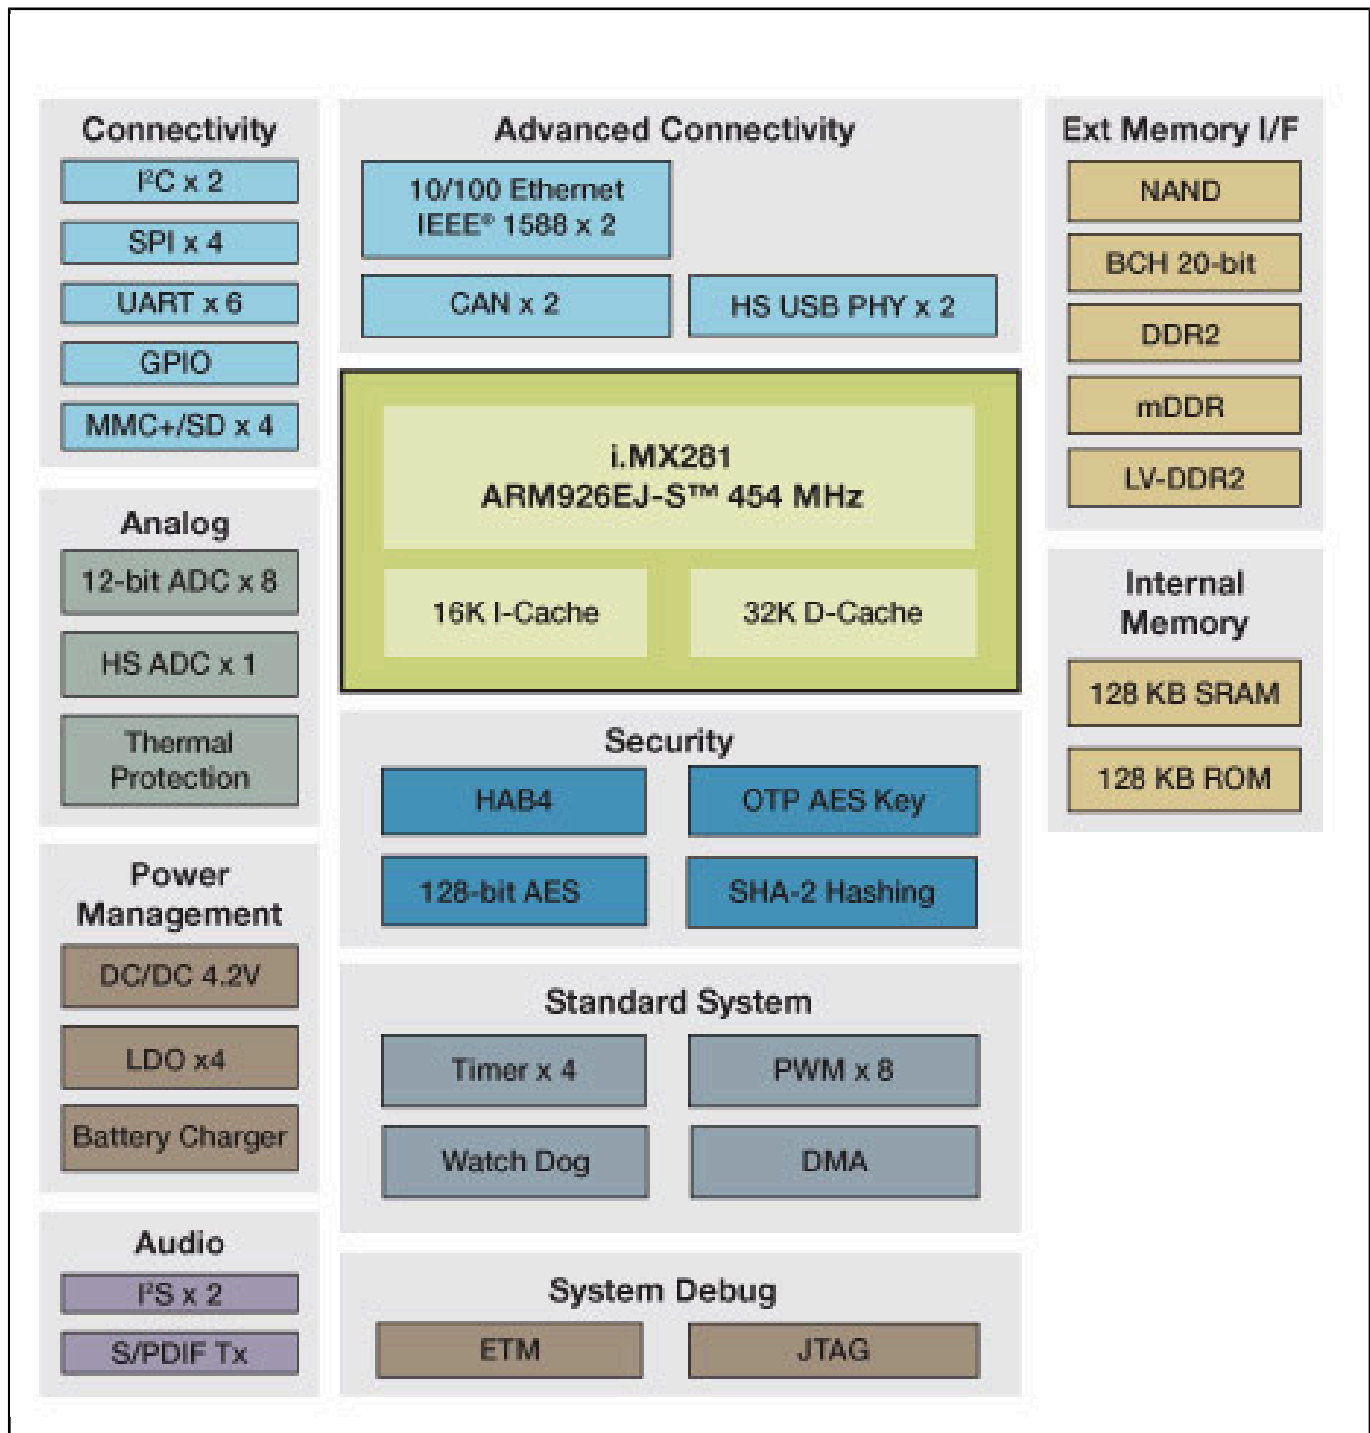 Connectivity
I²C x 2
SPI x 4
UART x 6
GPIO
MMC+/SD x 4
Analog
12-bit ADC x 8
HS ADC x 1
Thermal
Protection
Power
Management
DC/DC 4.2V
LDO x4
Battery Charger
Audio
I²S x 2
S/PDIF Tx
Advanced Connectivity
10/100 Ethernet
IEEE® 1588 x 2
CAN x 2
HS USB PHY x 2
i.MX281
ARM926EJ-S™ 454 MHz
16K I-Cache
32K D-Cache
Security
HAB4
OTP AES Key
128-bit AES
SHA-2 Hashing
Standard System
Timer x 4
PWM x 8
Watch Dog
DMA
System Debug
ETM
JTAG
Ext Memory I/F
NAND
BCH 20-bit
DDR2
mDDR
LV-DDR2
Internal
Memory
128 KB SRAM
128 KB ROM